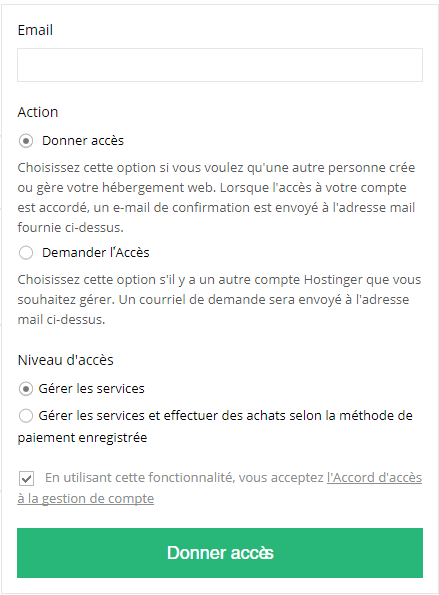 Email
Action
Donner accès
Choisissez cette option si vous voulez qu'une autre personne crée
ou gère votre hébergement web. Lorsque l'accès à votre compte
est accordé, un e-mail de confirmation est envoyé à l'adresse mail
fournie ci-dessus.
Demander l'Accès
Choisissez cette option s'il y a un autre compte Hostinger que vous
souhaitez gérer. Un courriel de demande sera envoyé à l'adresse
mail ci-dessus.
Niveau d'accès
Gérer les services
Gérer les services et effectuer des achats selon la méthode de
paiement enregistrée
En utilisant cette fonctionnalité, vous acceptez l'Accord d'accès
à la gestion de compte
Donner accès